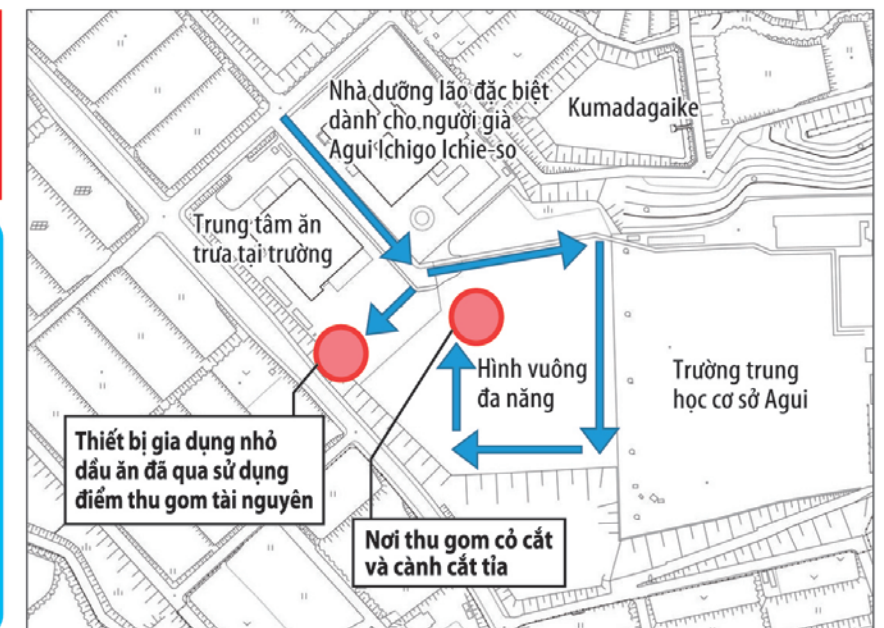 Nhà dưỡng lão đặc biệt
dành cho người già
Agui Ichigo Ichie-so
Kumadagaike
Trung tâm ăn
trưa tại trường
Hình vuông
đa năng
Trường trung
học cơ sở Agui
Thiết bị gia dụng nhỏ
dầu ăn đã qua sử dụng
điểm thu gom tài nguyên
Nơi thu gom cỏ cắt
và cành cắt tỉa